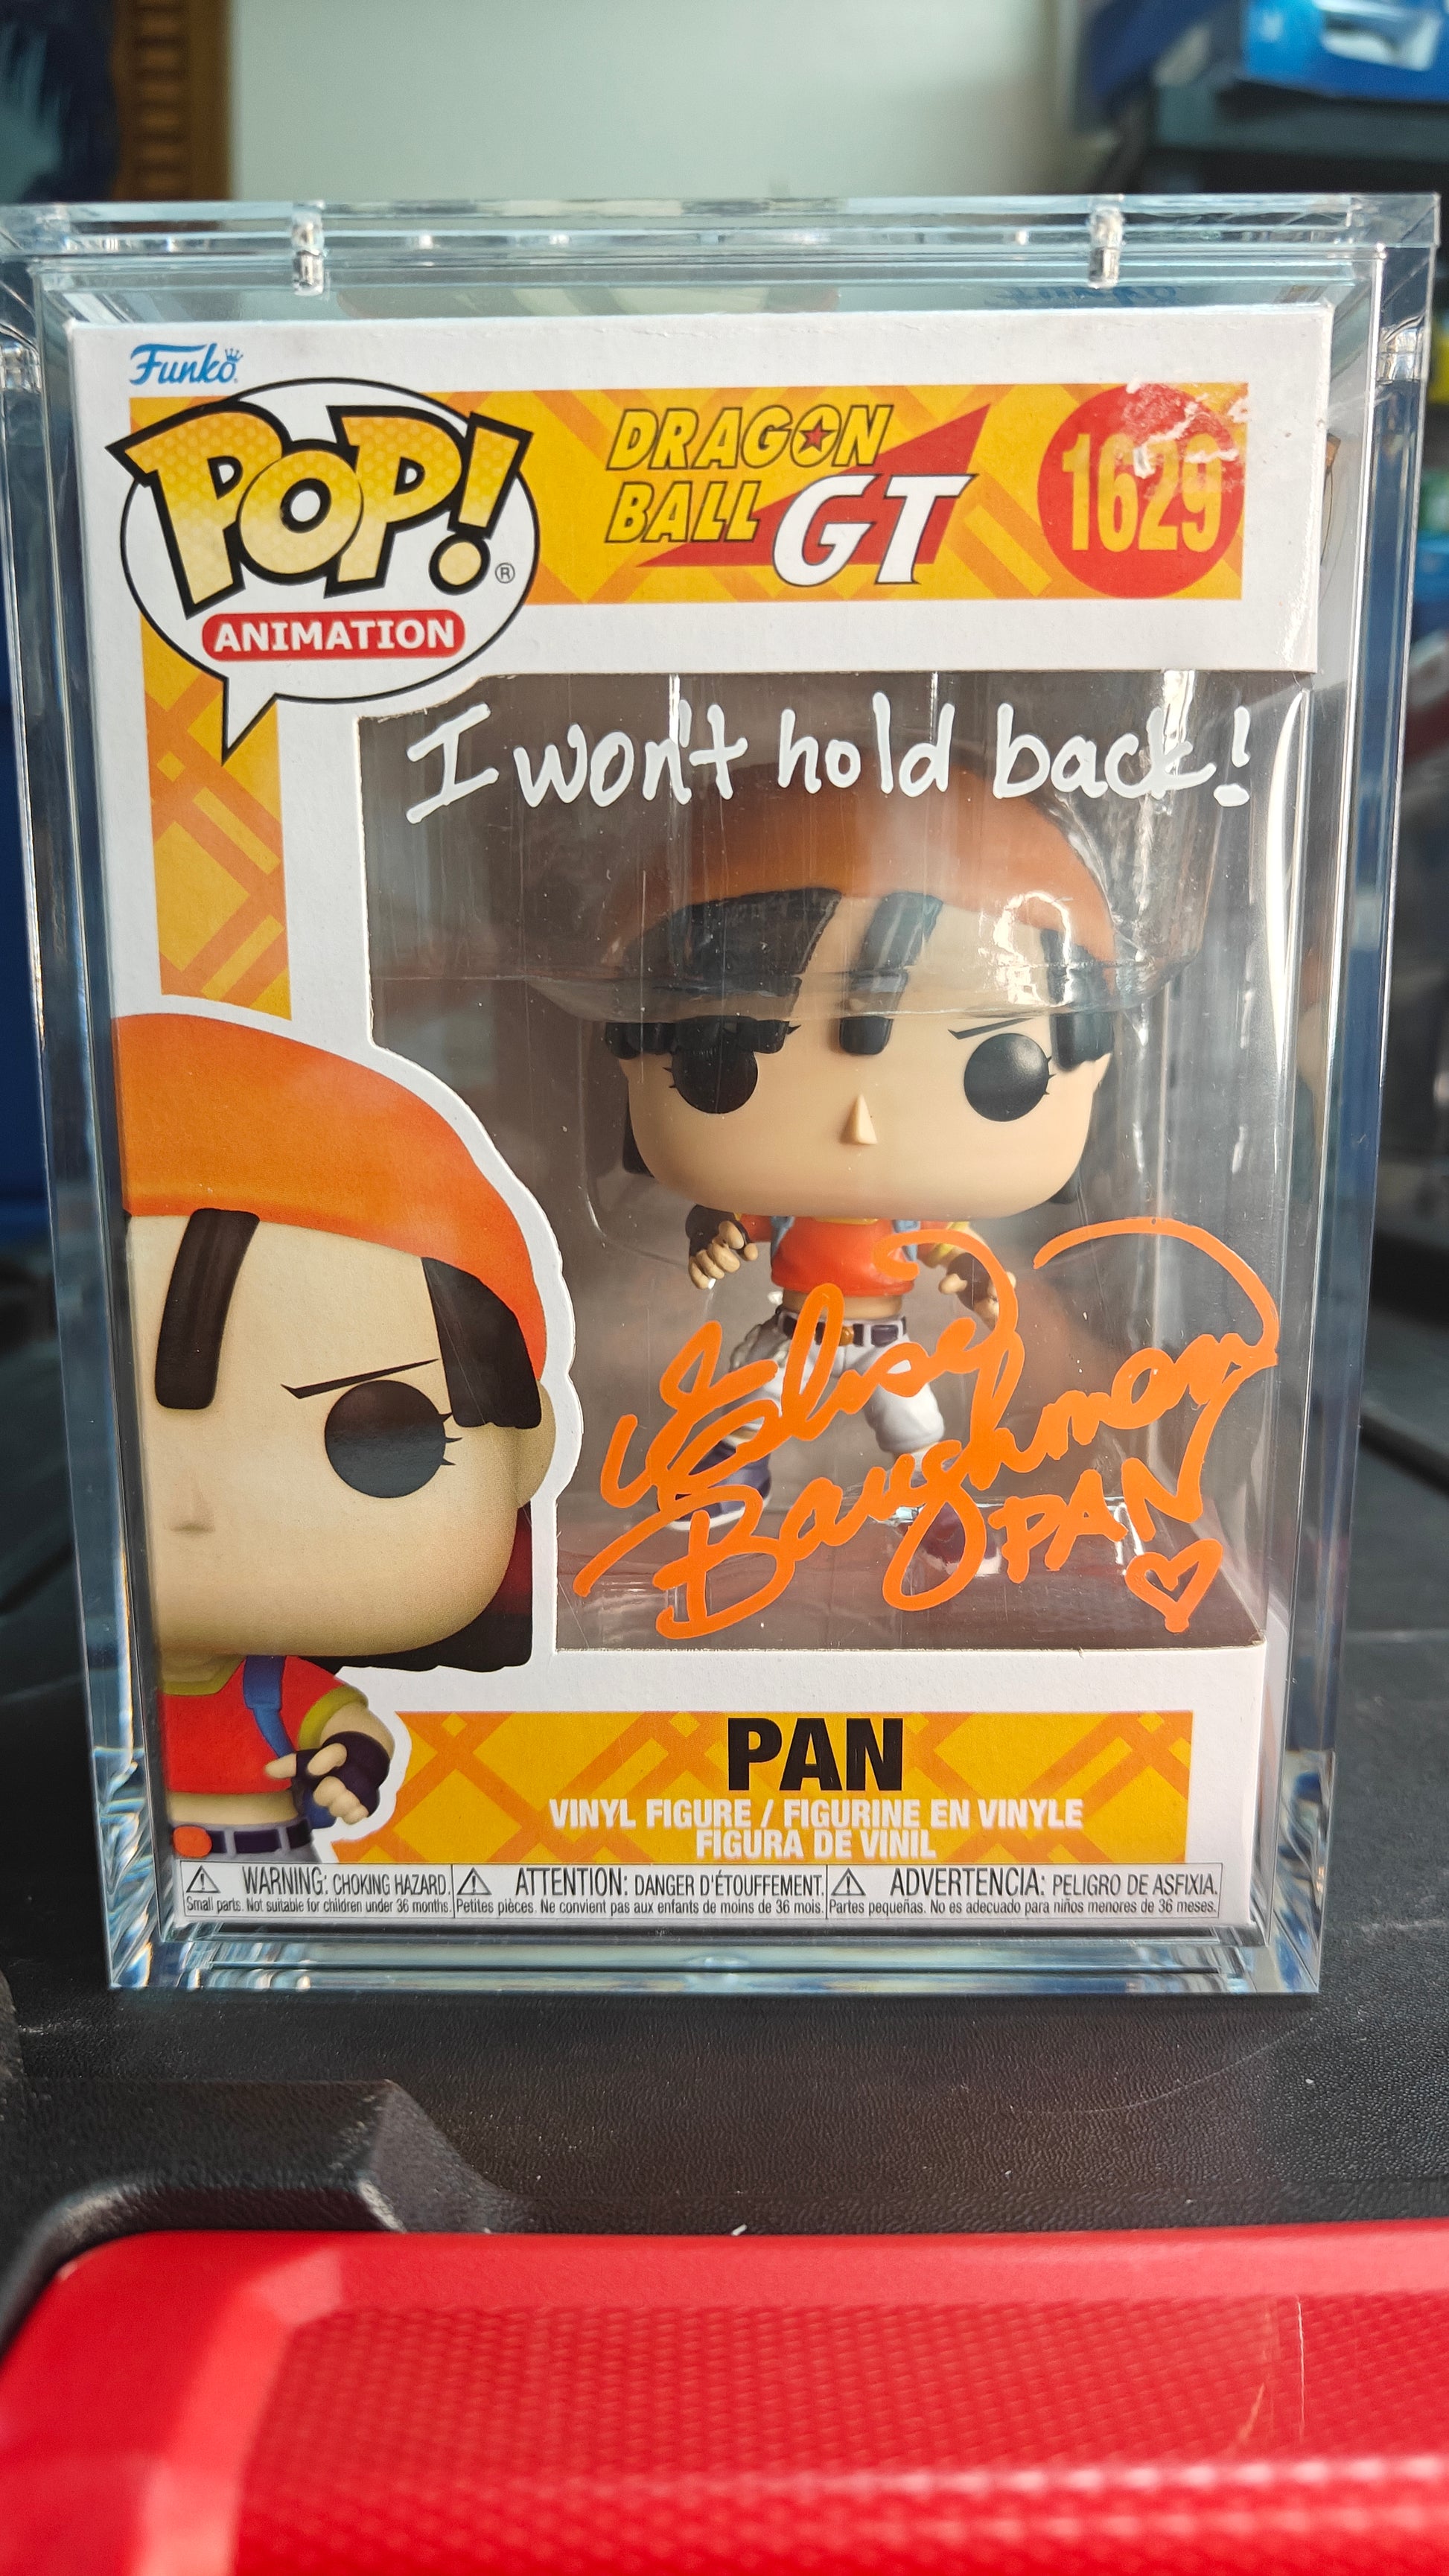 Funko
POP!®
ANIMATION
DRAGON
BALL GT
1629
I won't hold back!
Elise
Baughman
PAN
PAN
VINYL FIGURE / FIGURINE EN VINYLE
FIGURA DE VINIL
WARNING: CHOKING HAZARD.
Small parts. Not suitable for children under 36 months.
ATTENTION: DANGER D'ÉTOUFFEMENT.
Petites pièces. Ne convient pas aux enfants de moins de 36 mois.
ADVERTENCIA: PELIGRO DE ASFIXIA.
Partes pequeñas. No es adecuado para niños menores de 36 meses.